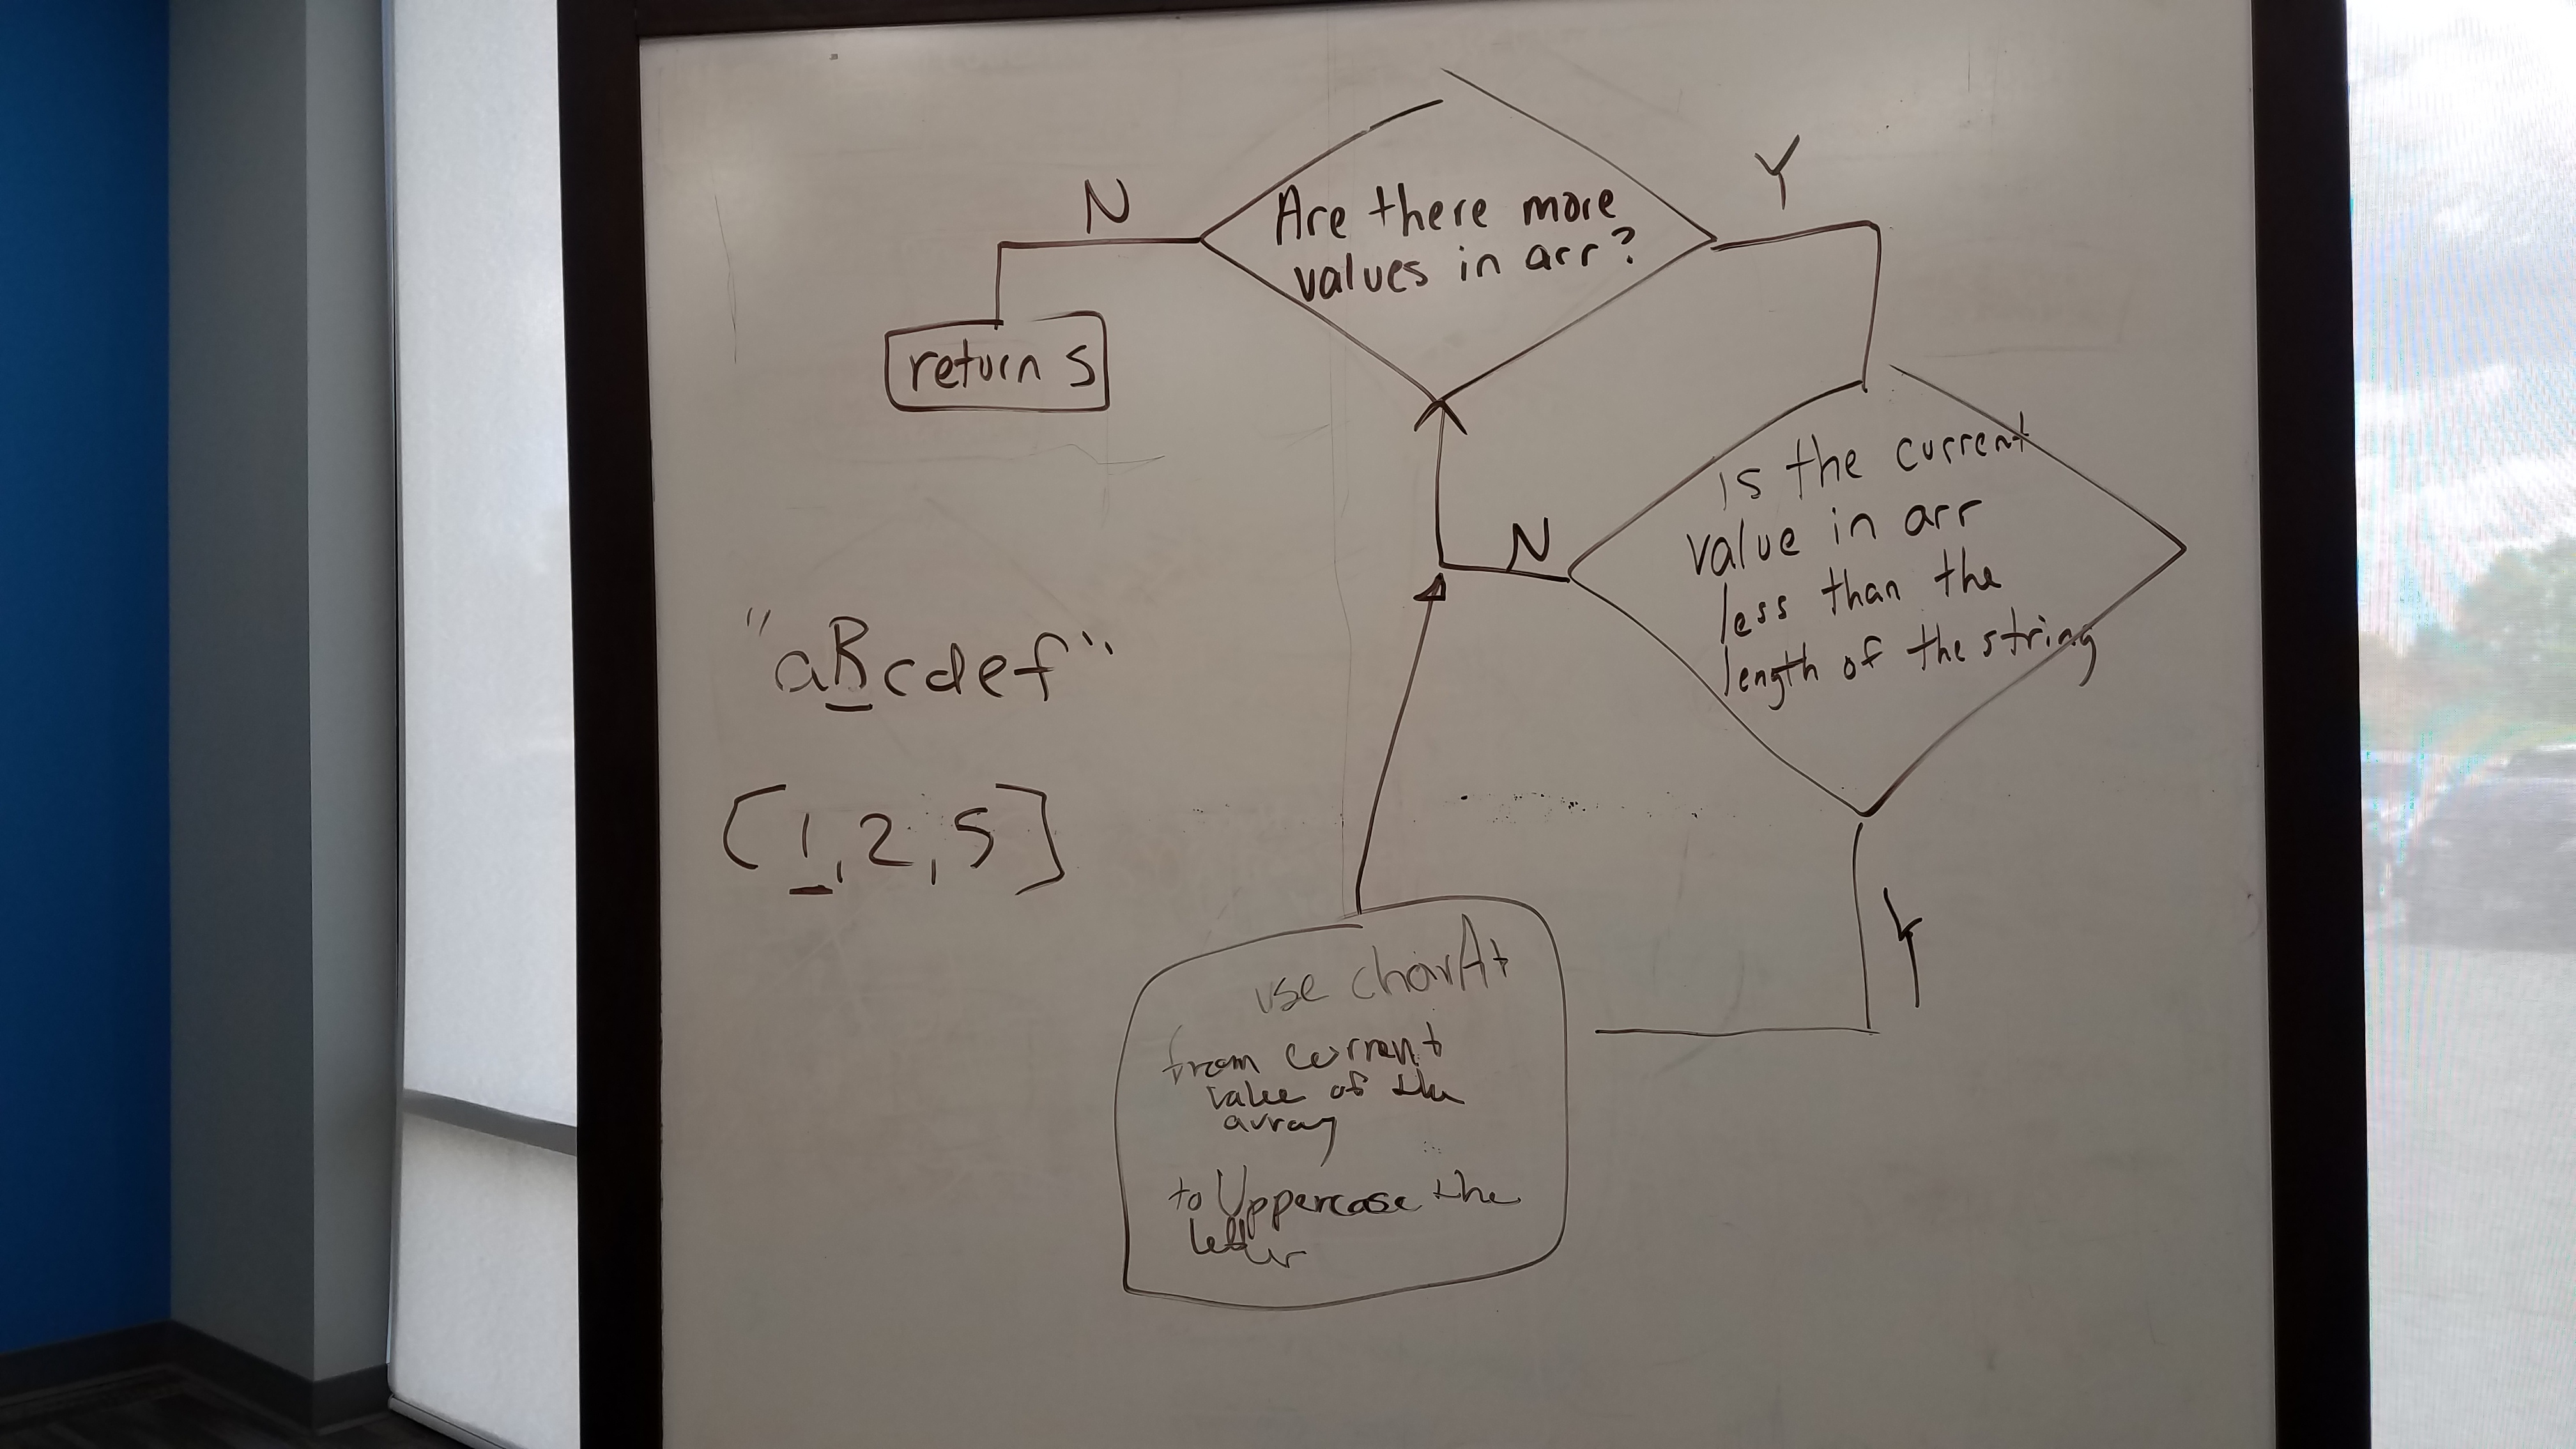 N
Are there more
values in arr?
Y
return s
is the current
value in arr
less than the
length of the string
N
"aBcdef"
[1,2,5]
Y
use charAt
from current
value of the
array
to Uppercase the
letter